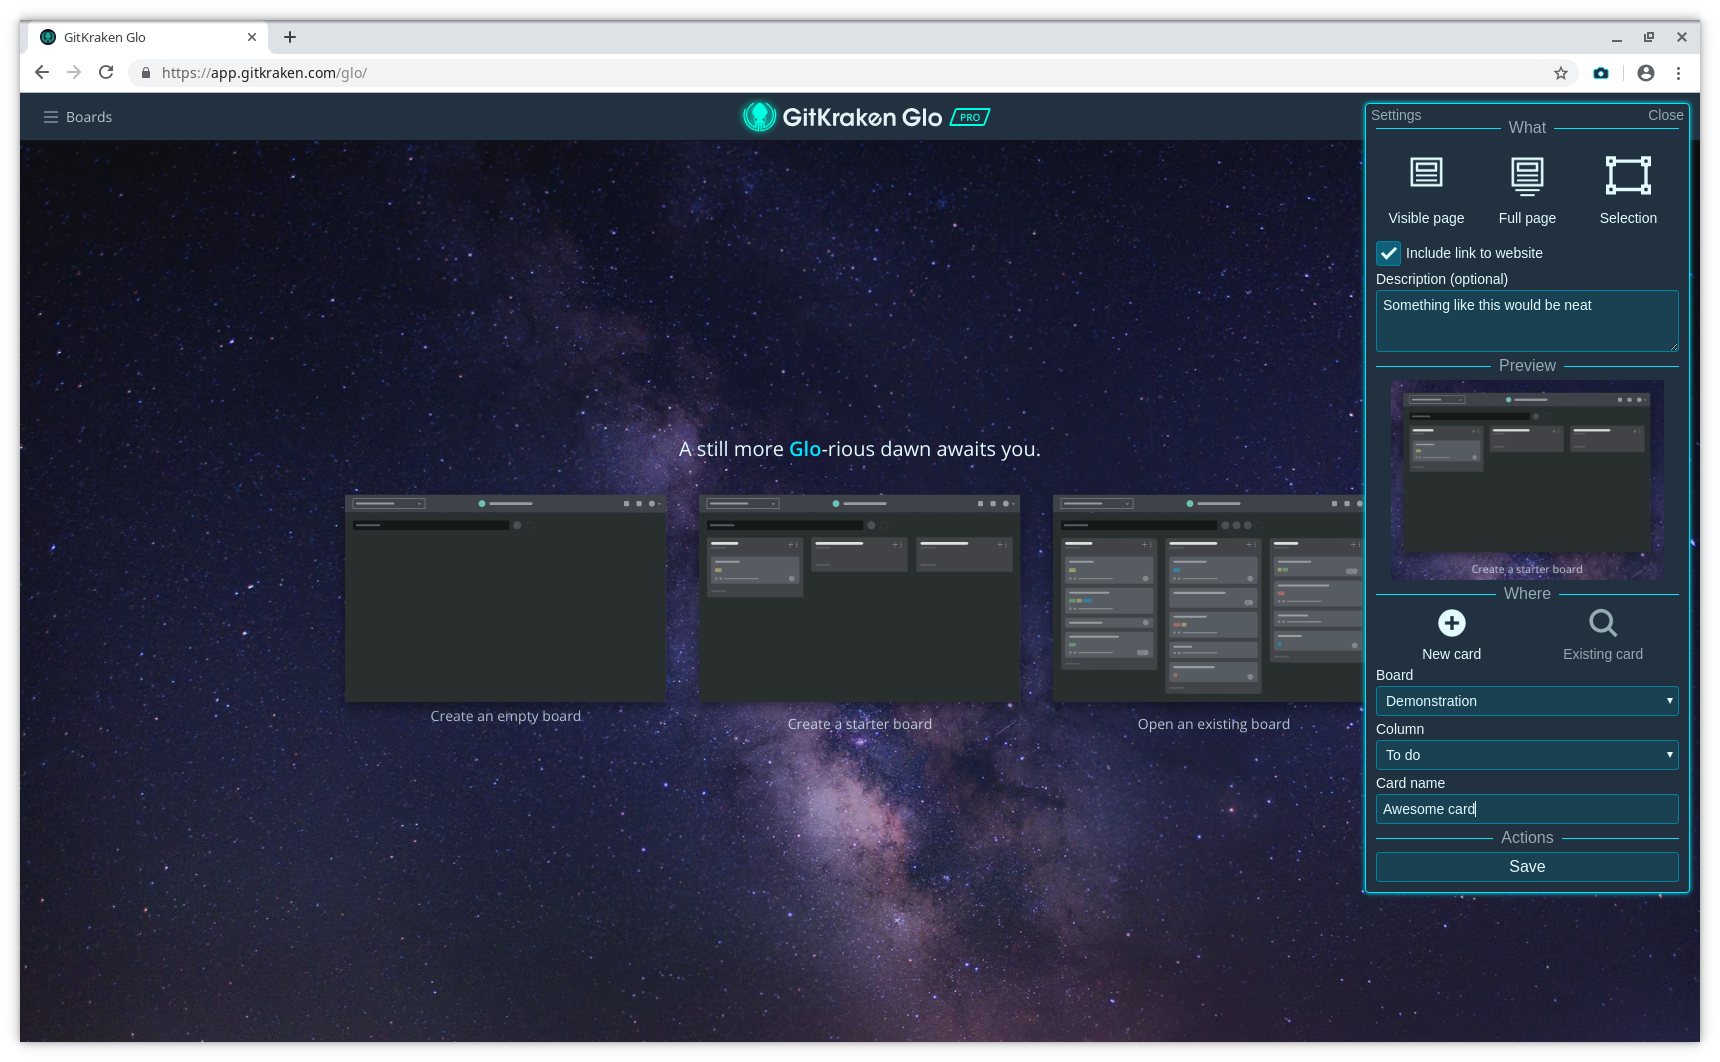 GitKraken Glo
https://app.gitkraken.com/glo/
Boards
GitKraken Glo PRO
Settings
Close
What
Visible page
Full page
Selection
Include link to website
Description (optional)
Something like this would be neat
Preview
Create a starter board
Where
New card
Existing card
Board
Demonstration
Column
To do
Card name
Awesome card
Actions
Save
A still more Glo-rious dawn awaits you.
Create an empty board
Create a starter board
Open an existing board